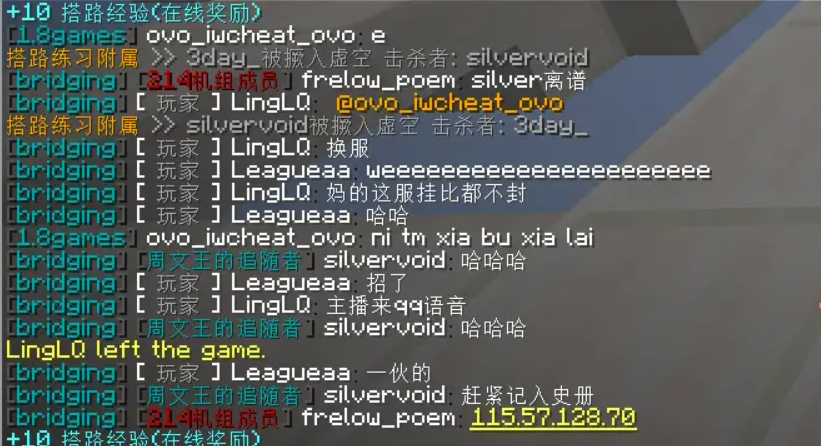 +10 搭路经验(在线奖励)
[1.8games] ovo_iwcheat_ovo: e
搭路练习附属 >> 3day_被撅入虚空 击杀者: silvervoid
[bridging] [214机组成员] frelow_poem: silver离谱
[bridging] [ 玩家 ] LingLQ: @ovo_iwcheat_ovo
搭路练习附属 >> silvervoid被撅入虚空 击杀者: 3day_
[bridging] [ 玩家 ] LingLQ: 换服
[bridging] [ 玩家 ] Leagueaa: weeeeeeeeeeeeeeeeeeeeeee
[bridging] [ 玩家 ] LingLQ: 妈的这服挂比都不封
[bridging] [ 玩家 ] Leagueaa: 哈哈
[1.8games] ovo_iwcheat_ovo: ni tm xia bu xia lai
[bridging] [周文王的追随者] silvervoid: 哈哈哈
[bridging] [ 玩家 ] Leagueaa: 招了
[bridging] [ 玩家 ] LingLQ: 主播来qq语音
[bridging] [周文王的追随者] silvervoid: 哈哈哈
LingLQ left the game.
[bridging] [ 玩家 ] Leagueaa: 一伙的
[bridging] [周文王的追随者] silvervoid: 赶紧记入史册
[bridging] [214机组成员] frelow_poem: 115.57.128.70
+10 搭路经验(在线奖励)